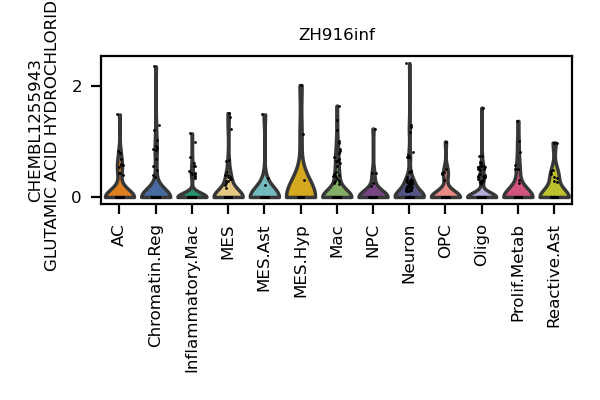 ZH916inf
CHEMBL1255943
GLUTAMIC ACID HYDROCHLORID
2
0
AC
Chromatin.Reg
Inflammatory.Mac
MES
MES.Ast
MES.Hyp
Mac
NPC
Neuron
OPC
Oligo
Prolif.Metab
Reactive.Ast